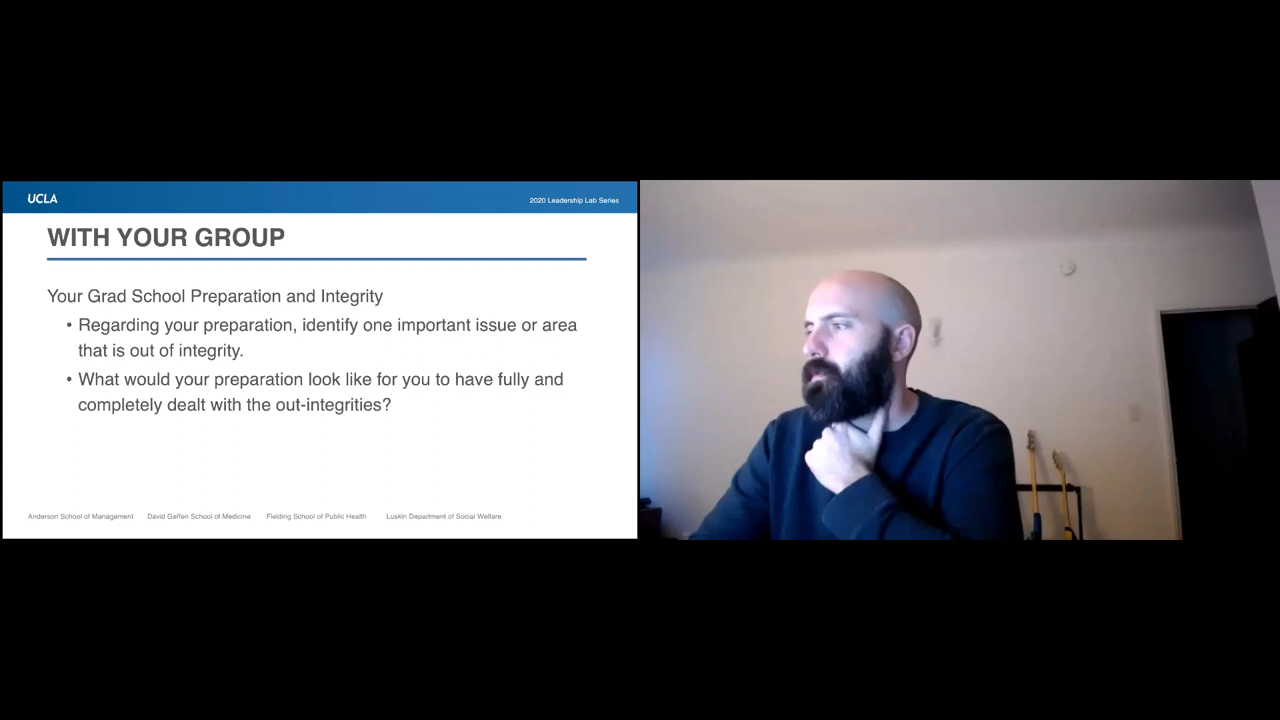 UCLA
2020 Leadership Lab Series
WITH YOUR GROUP
Your Grad School Preparation and Integrity
• Regarding your preparation, identify one important issue or area
that is out of integrity.
• What would your preparation look like for you to have fully and
completely dealt with the out-integrities?
Anderson School of Management David Geffen School of Medicine Fielding School of Public Health Luskin Department of Social Welfare